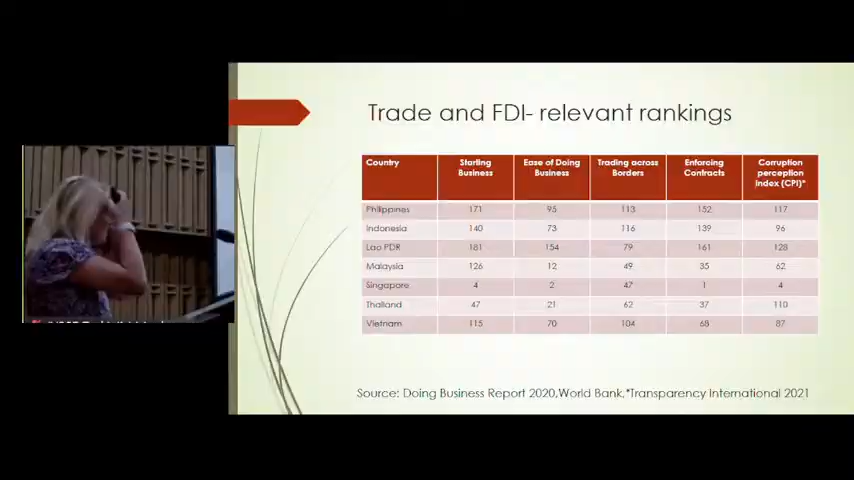 Trade and FDI- relevant rankings
Country Starting Business Ease of Doing Business Trading across Borders Enforcing Contracts Corruption perception Index (CPI)*
Philippines 171 95 113 152 117
Indonesia 140 73 116 139 96
Lao PDR 181 154 79 161 128
Malaysia 126 12 49 35 62
Singapore 4 2 47 1 4
Thailand 47 21 62 37 110
Vietnam 115 70 104 68 87
Source: Doing Business Report 2020,World Bank,*Transparency International 2021